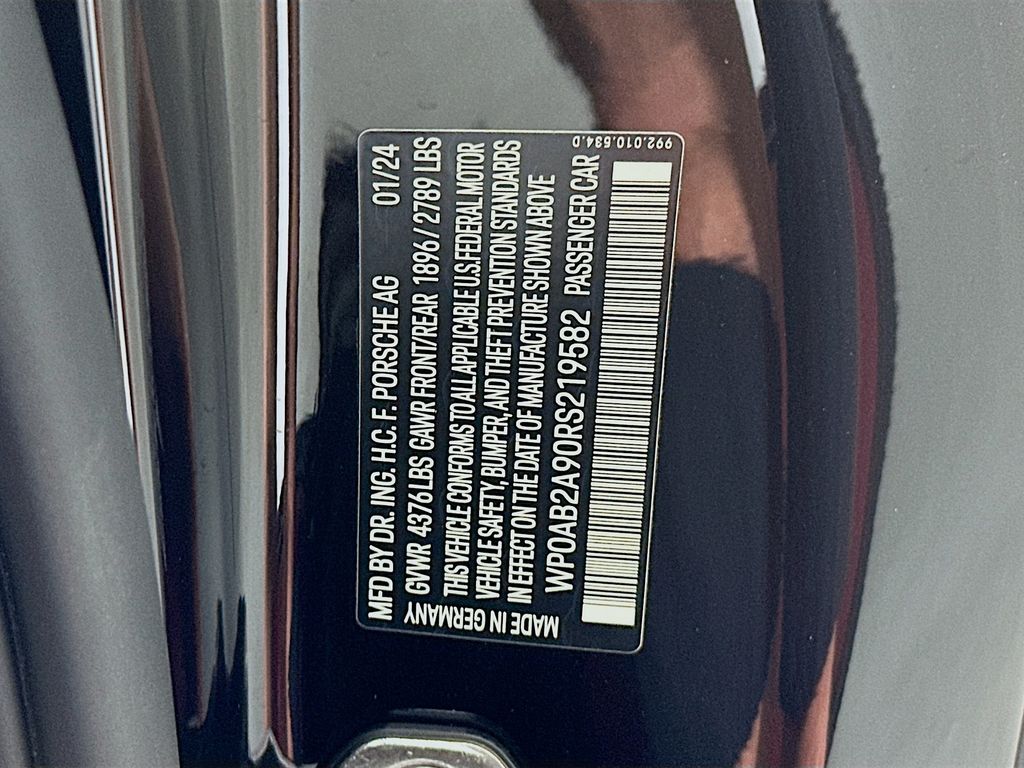 MFD BY DR. ING. H.C. F. PORSCHE AG 01/24
GVWR 4376 LBS GAWR FRONT/REAR 1896/2789 LBS
THIS VEHICLE CONFORMS TO ALL APPLICABLE U.S. FEDERAL MOTOR
VEHICLE SAFETY, BUMPER, AND THEFT PREVENTION STANDARDS
IN EFFECT ON THE DATE OF MANUFACTURE SHOWN ABOVE
WP0AB2A90RS219582 PASSENGER CAR
MADE IN GERMANY
992.010.534.D